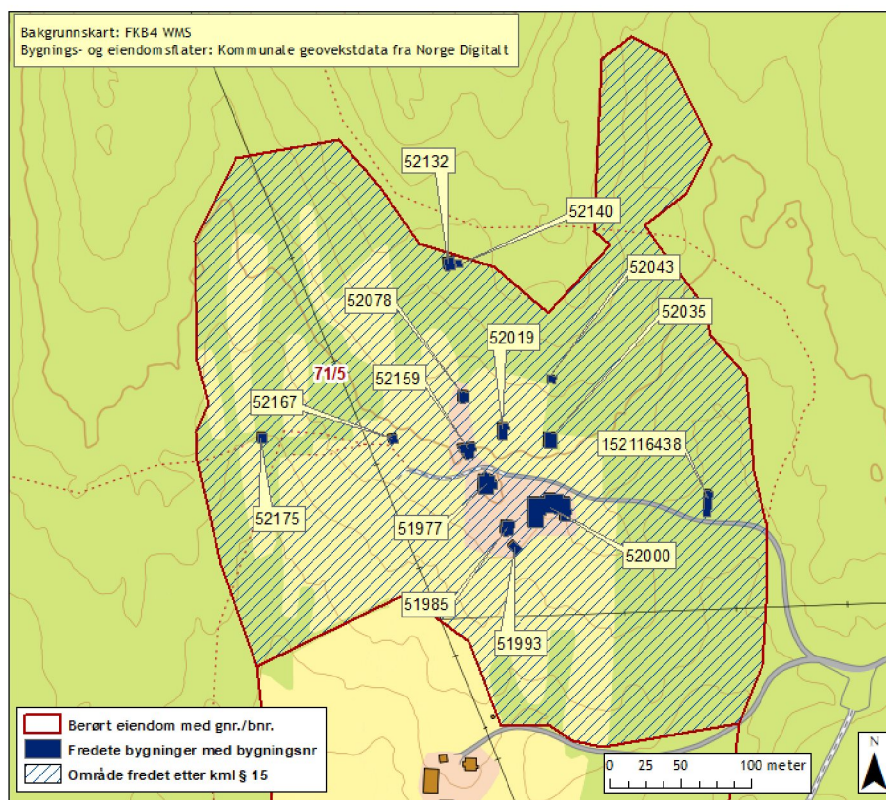 Bakgrunnskart: FKB4 WMS
Bygnings- og eiendomsflater: Kommunale geovekstdata fra Norge Digitalt
52132
52140
52043
52078
52035
52019
71/5
52159
52167
152116438
52175
51977
52000
51985
51993
Berørt eiendom med gnr./bnr.
Fredete bygninger med bygningsnr
Område fredet etter kml § 15
0 25 50 100 meter
N